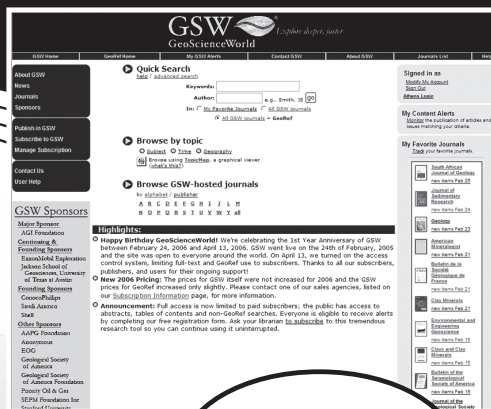 GSW
GeoScienceWorld
Explore deeper, faster
GSW Home
GeoRef Home
My GSW Alerts
Contact GSW
About GSW
Journals List
Help
About GSW
News
Journals
Sponsors
Publish in GSW
Subscribe to GSW
Manage Subscription
Contact Us
User Help
GSW Sponsors
Major Sponsor
AGI Foundation
Continuing &
Founding Sponsors
ExxonMobil Exploration
Jackson School of
Geosciences, University
of Texas at Austin
Founding Sponsors
ConocoPhillips
Saudi Aramco
Shell
Other Sponsors
AAPG Foundation
Anonymous
EOG
Geological Society
of America
Geological Society
of America Foundation
Priority Oil & Gas
SEPM Foundation Inc
Stanford University
Quick Search
help / advanced search
Keywords:
Author:
e.g., Smith, JS go
In: My Favorite Journals All GSW journals
All GSW journals + GeoRef
Browse by topic
Subject Time Geography
Browse using TopicMap, a graphical viewer
(what's this?)
Browse GSW-hosted journals
by alphabet / publisher
A B C D E F G H I J L M
N O P Q R S T U V W Y all
Highlights:
Happy Birthday GeoScienceWorld! We're celebrating the 1st Year Anniversary of GSW
between February 24, 2006 and April 13, 2006. GSW went live on the 24th of February, 2005
and the site was open to everyone around the world. On April 13, we turned on the access
control system, limiting full-text and GeoRef use to subscribers. Thanks to all our subscribers,
publishers, and users for their ongoing support!
New 2006 Pricing: The prices for GSW itself were not increased for 2006 and the GSW
prices for GeoRef increased only slightly. Please contact one of our sales agencies, listed on
our Subscription Information page, for more information.
Announcement: Full access is now limited to paid subscribers; the public has access to
abstracts, tables of contents and non-GeoRef searches. Everyone is eligible to receive alerts
by completing our free registration form. Ask your librarian to subscribe to this tremendous
research tool so you can continue using it uninterrupted.
Signed in as
Modify My Account
Sign Out
Athens Login
My Content Alerts
Monitor the publication of articles and
issues matching your criteria.
My Favorite Journals
Track your favorite journals.
South African
Journal of Geology
new items Feb 25
Journal of
Sedimentary
Research
new items Feb 24
Geology
new items Feb 23
American
Mineralogist
new items Feb 21
Bulletin de la
Société
Géologique de
France
new items Feb 21
Clay Minerals
new items Feb 21
Environmental and
Engineering
Geoscience
new items Feb 15
Clays and Clay
Minerals
new items Feb 15
Bulletin of the
Seismological
Society of America
new items Feb 15
Journal of the
Geological Society